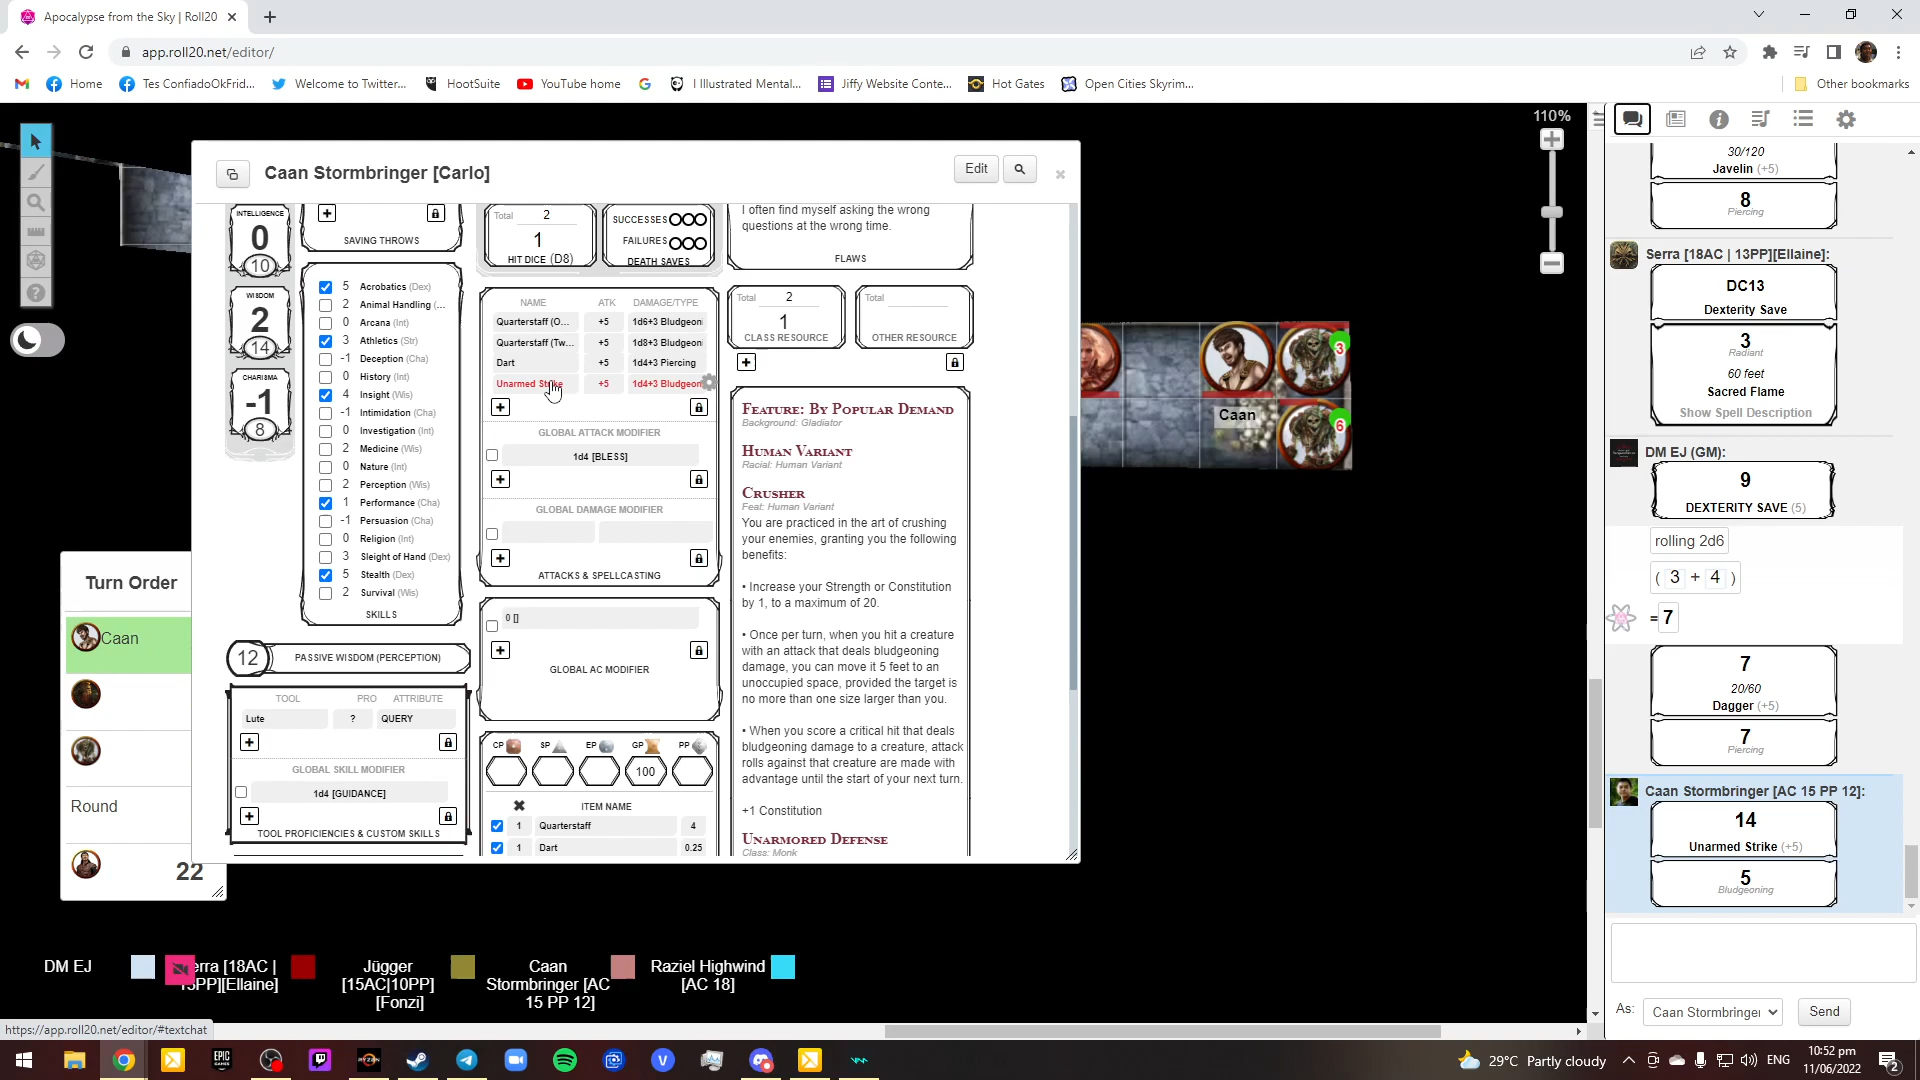 Apocalypse from the Sky | Roll20
app.roll20.net/editor/
Home
Tes ConfiadoOkFrid...
Welcome to Twitter...
HootSuite
YouTube home
I Illustrated Mental...
Jiffy Website Conte...
Hot Gates
Open Cities Skyrim...
Other bookmarks
110%
Caan Stormbringer [Carlo]
Edit
INTELLIGENCE
0
10
WISDOM
2
14
CHARISMA
-1
8
SAVING THROWS
5 Acrobatics (Dex)
2 Animal Handling (...
0 Arcana (Int)
3 Athletics (Str)
-1 Deception (Cha)
0 History (Int)
4 Insight (Wis)
-1 Intimidation (Cha)
0 Investigation (Int)
2 Medicine (Wis)
0 Nature (Int)
2 Perception (Wis)
1 Performance (Cha)
-1 Persuasion (Cha)
0 Religion (Int)
3 Sleight of Hand (Dex)
5 Stealth (Dex)
2 Survival (Wis)
SKILLS
12 PASSIVE WISDOM (PERCEPTION)
TOOL PRO ATTRIBUTE
Lute ? QUERY
GLOBAL SKILL MODIFIER
1d4 [GUIDANCE]
TOOL PROFICIENCIES & CUSTOM SKILLS
Total 2
1
HIT DICE (D8)
SUCCESSES
FAILURES
DEATH SAVES
NAME ATK DAMAGE/TYPE
Quarterstaff (O... +5 1d6+3 Bludgeon
Quarterstaff (Tw... +5 1d8+3 Bludgeon
Dart +5 1d4+3 Piercing
Unarmed Strike +5 1d4+3 Bludgeon
GLOBAL ATTACK MODIFIER
1d4 [BLESS]
GLOBAL DAMAGE MODIFIER
ATTACKS & SPELLCASTING
0 []
GLOBAL AC MODIFIER
CP SP EP GP PP
100
ITEM NAME
1 Quarterstaff 4
1 Dart 0.25
I often find myself asking the wrong
questions at the wrong time.
FLAWS
Total 2
1
CLASS RESOURCE
Total
OTHER RESOURCE
FEATURE: BY POPULAR DEMAND
Background: Gladiator
HUMAN VARIANT
Racial: Human Variant
CRUSHER
Feat: Human Variant
You are practiced in the art of crushing
your enemies, granting you the following
benefits:
• Increase your Strength or Constitution
by 1, to a maximum of 20.
• Once per turn, when you hit a creature
with an attack that deals bludgeoning
damage, you can move it 5 feet to an
unoccupied space, provided the target is
no more than one size larger than you.
• When you score a critical hit that deals
bludgeoning damage to a creature, attack
rolls against that creature are made with
advantage until the start of your next turn.
+1 Constitution
UNARMORED DEFENSE
Class: Monk
Turn Order
Caan
Round
22
Caan
3
6
30/120
Javelin (+5)
8
Piercing
Serra [18AC | 13PP][Ellaine]:
DC13
Dexterity Save
3
Radiant
60 feet
Sacred Flame
Show Spell Description
DM EJ (GM):
9
DEXTERITY SAVE (5)
rolling 2d6
( 3 + 4 )
= 7
7
20/60
Dagger (+5)
7
Piercing
Caan Stormbringer [AC 15 PP 12]:
14
Unarmed Strike (+5)
5
Bludgeoning
As: Caan Stormbringer
Send
DM EJ
erra [18AC |
13PP][Ellaine]
Jügger
[15AC|10PP]
[Fonzi]
Caan
Stormbringer [AC
15 PP 12]
Raziel Highwind
[AC 18]
https://app.roll20.net/editor/#textchat
EPIC GAMES
RYZEN
29°C Partly cloudy
ENG
10:52 pm
11/06/2022
2